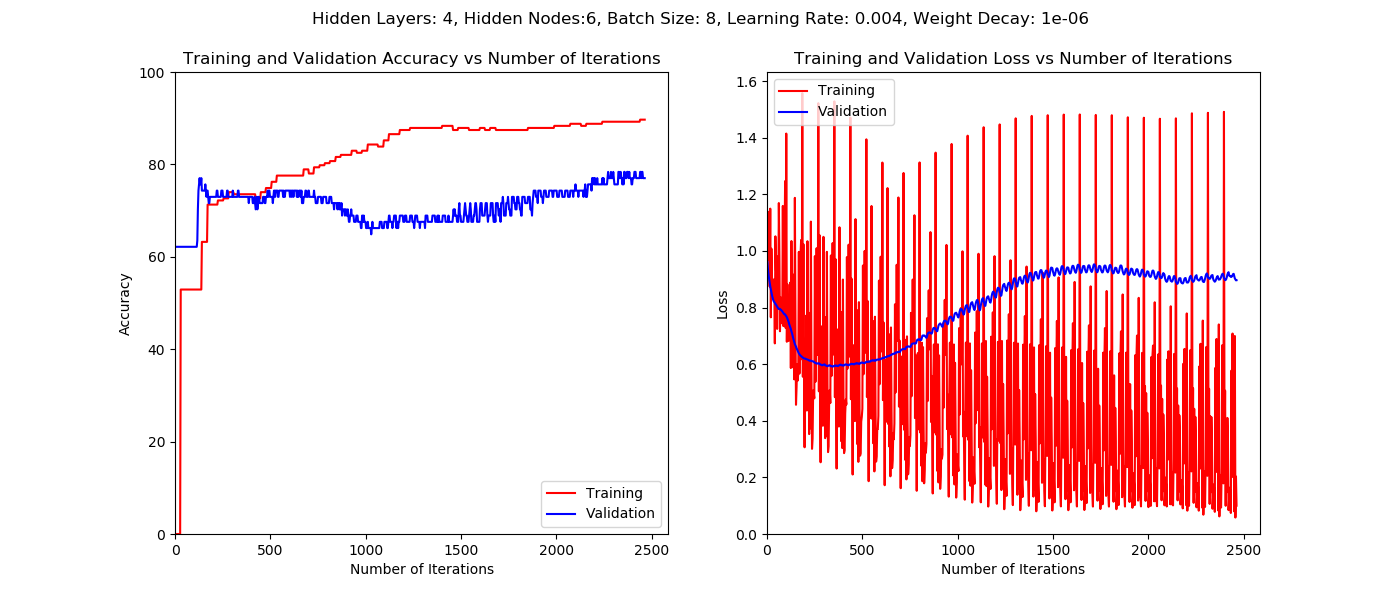 Hidden Layers: 4, Hidden Nodes:6, Batch Size: 8, Learning Rate: 0.004, Weight Decay: 1e-06
Training and Validation Accuracy vs Number of Iterations
100
80
60
40
20
0
Accuracy
0 500 1000 1500 2000 2500
Number of Iterations
Training
Validation
Training and Validation Loss vs Number of Iterations
1.6
1.4
1.2
1.0
0.8
0.6
0.4
0.2
0.0
Loss
0 500 1000 1500 2000 2500
Number of Iterations
Training
Validation